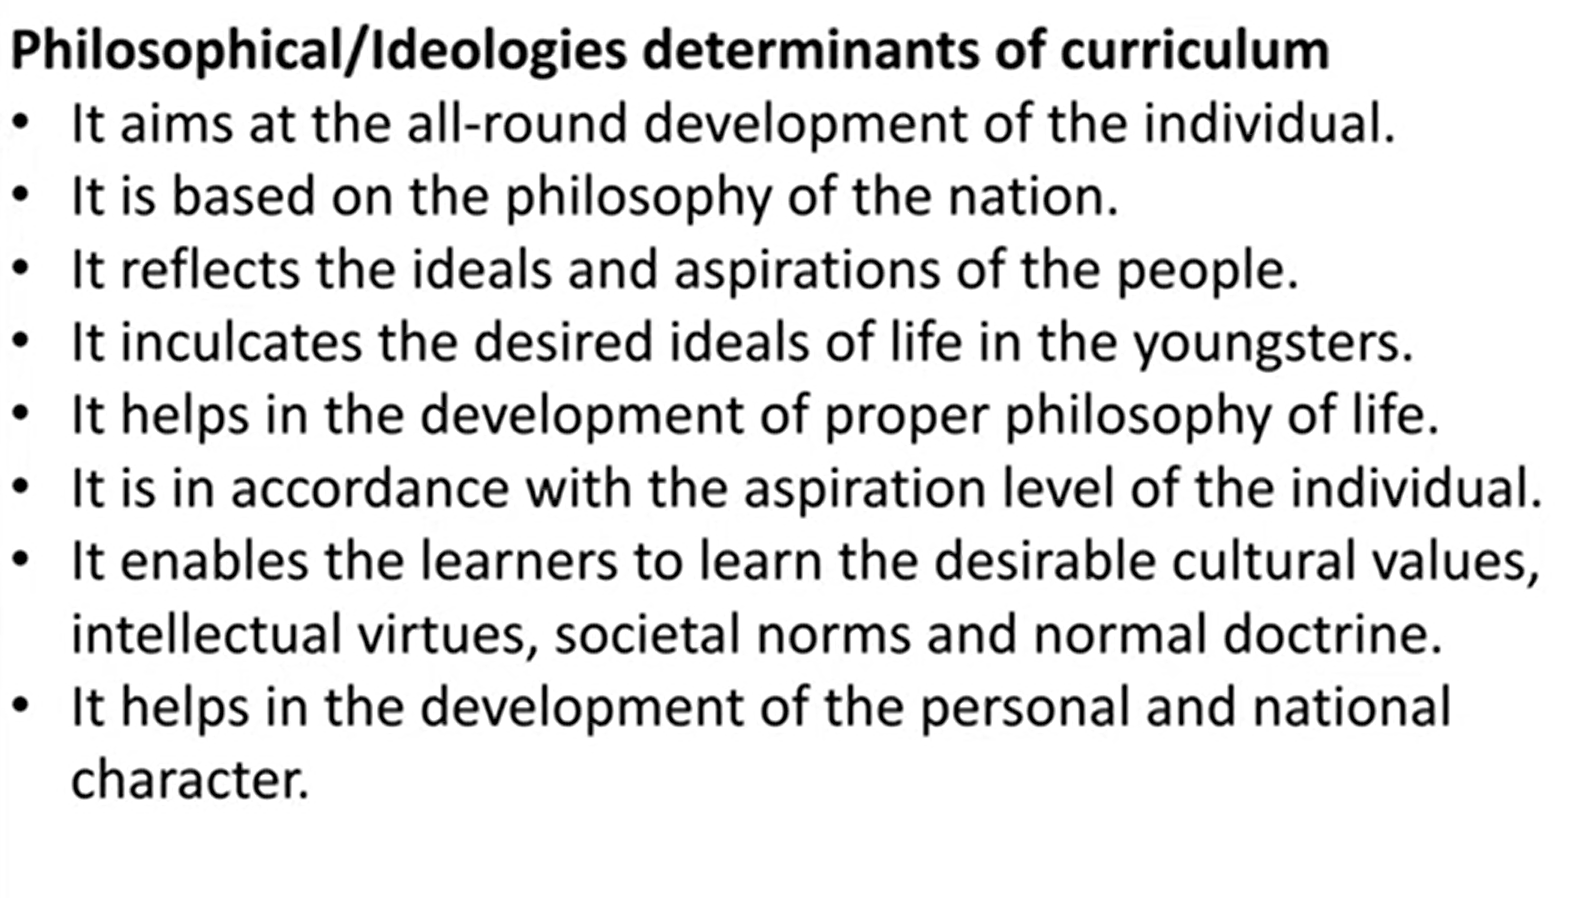 Philosophical/Ideologies determinants of curriculum
• It aims at the all-round development of the individual.
• It is based on the philosophy of the nation.
• It reflects the ideals and aspirations of the people.
• It inculcates the desired ideals of life in the youngsters.
• It helps in the development of proper philosophy of life.
• It is in accordance with the aspiration level of the individual.
• It enables the learners to learn the desirable cultural values,
intellectual virtues, societal norms and normal doctrine.
• It helps in the development of the personal and national
character.